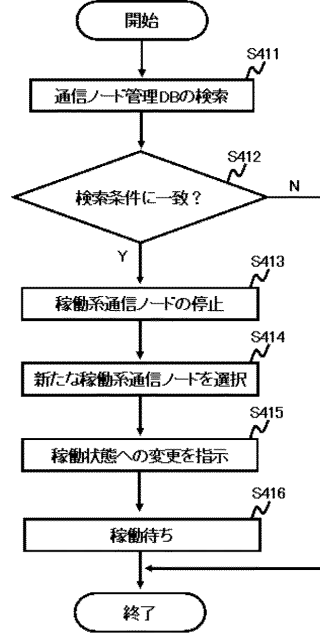 開始
S411
通信ノード管理DBの検索
S412
検索条件に一致？
N
Y
S413
稼働系通信ノードの停止
S414
新たな稼働系通信ノードを選択
S415
稼働状態への変更を指示
S416
稼働待ち
終了